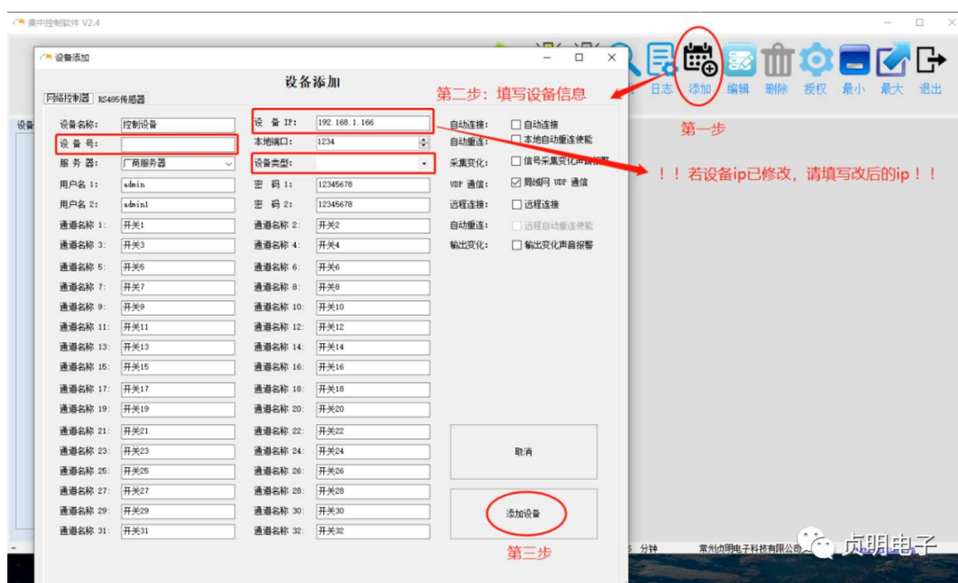 集中控制软件 V2.4
日志 添加 编辑 删除 授权 最小 最大 退出
第一步
设备添加
设备添加
网络控制器 RS485传感器
第二步：填写设备信息
！！若设备ip已修改，请填写改后的ip！！
设备
设备名称: 控制设备 设 备 IP: 192.168.1.166 自动连接: 自动连接
设 备 号: 本地端口: 1234 自动重连: 本地自动重连使能
服 务 器: 厂商服务器 设备类型: 采集变化: 信号采集变化声音报警
用户名 1: admin 密 码 1: 12345678 UDP 通信: 局域网 UDP 通信
用户名 2: admin1 密 码 2: 12345678 远程连接: 远程连接
通道名称 1: 开关1 通道名称 2: 开关2 自动重连: 远程自动重连使能
通道名称 3: 开关3 通道名称 4: 开关4 输出变化: 输出变化声音报警
通道名称 5: 开关5 通道名称 6: 开关6
通道名称 7: 开关7 通道名称 8: 开关8
通道名称 9: 开关9 通道名称 10: 开关10
通道名称 11: 开关11 通道名称 12: 开关12
通道名称 13: 开关13 通道名称 14: 开关14
通道名称 15: 开关15 通道名称 16: 开关16
通道名称 17: 开关17 通道名称 18: 开关18
通道名称 19: 开关19 通道名称 20: 开关20
通道名称 21: 开关21 通道名称 22: 开关22
通道名称 23: 开关23 通道名称 24: 开关24
通道名称 25: 开关25 通道名称 26: 开关26
通道名称 27: 开关27 通道名称 28: 开关28
通道名称 29: 开关29 通道名称 30: 开关30
通道名称 31: 开关31 通道名称 32: 开关32
取消
添加设备
第三步
分钟 常州贞明电子科技有限公司
贞明电子